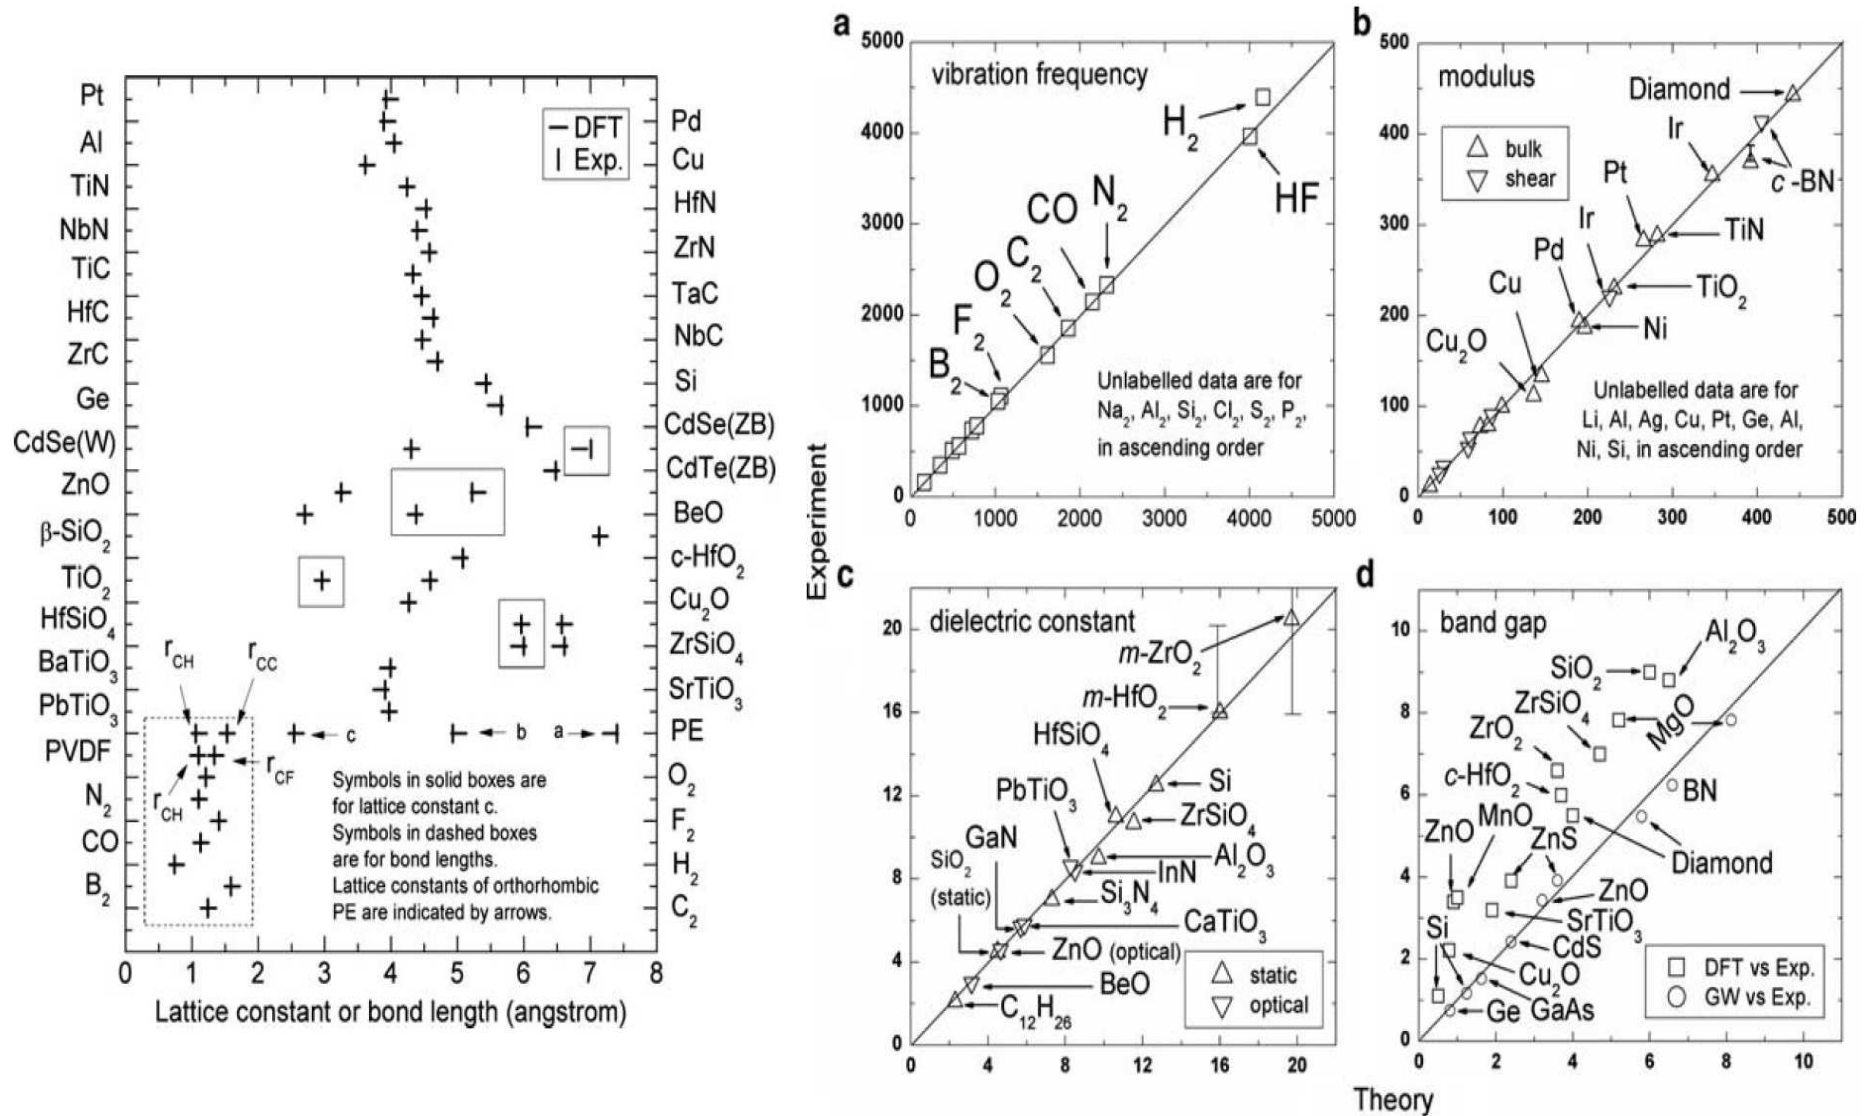 Pt
Al
TiN
NbN
TiC
HfC
ZrC
Ge
CdSe(W)
ZnO
β-SiO2
TiO2
HfSiO4
BaTiO3
PbTiO3
PVDF
N2
CO
B2
Pd
Cu
HfN
ZrN
TaC
NbC
Si
CdSe(ZB)
CdTe(ZB)
BeO
c-HfO2
Cu2O
ZrSiO4
SrTiO3
PE
O2
F2
H2
C2
DFT
Exp.
rCH
rCC
c
b
a
rCF
rCH
Symbols in solid boxes are
for lattice constant c.
Symbols in dashed boxes
are for bond lengths.
Lattice constants of orthorhombic
PE are indicated by arrows.
0 1 2 3 4 5 6 7 8
Lattice constant or bond length (angstrom)
Experiment
Theory
a
vibration frequency
5000
4000
3000
2000
1000
0
H2
HF
N2
CO
C2
O2
F2
B2
Unlabelled data are for
Na2, Al2, Si2, Cl2, S2, P2,
in ascending order
0 1000 2000 3000 4000 5000
b
modulus
500
400
300
200
100
0
bulk
shear
Diamond
Ir
c-BN
Pt
TiN
Ir
Pd
TiO2
Cu
Ni
Cu2O
Unlabelled data are for
Li, Al, Ag, Cu, Pt, Ge, Al,
Ni, Si, in ascending order
0 100 200 300 400 500
c
dielectric constant
20
16
12
8
4
0
m-ZrO2
m-HfO2
HfSiO4
Si
PbTiO3
ZrSiO4
GaN
Al2O3
SiO2
(static)
InN
Si3N4
CaTiO3
ZnO (optical)
BeO
C12H26
static
optical
0 4 8 12 16 20
d
band gap
10
8
6
4
2
0
Al2O3
SiO2
ZrSiO4
MgO
ZrO2
c-HfO2
BN
MnO
ZnO
ZnS
Diamond
ZnO
SrTiO3
Si
CdS
Cu2O
Ge GaAs
DFT vs Exp.
GW vs Exp.
0 2 4 6 8 10